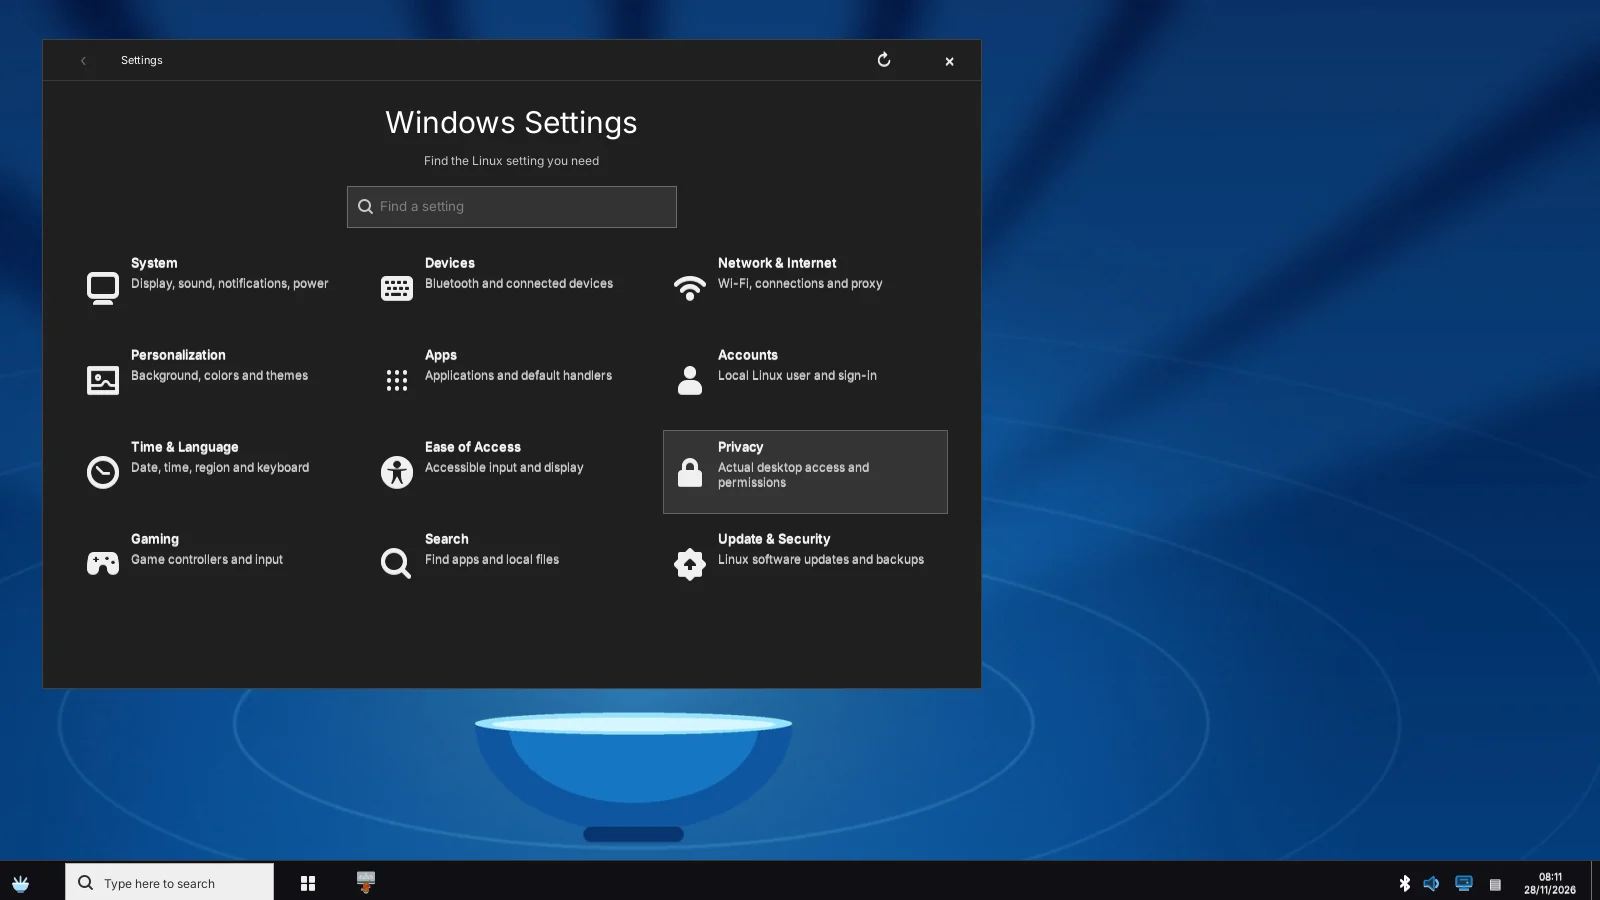 Settings
Windows Settings
Find the Linux setting you need
Find a setting
System
Display, sound, notifications, power
Devices
Bluetooth and connected devices
Network & Internet
Wi-Fi, connections and proxy
Personalization
Background, colors and themes
Apps
Applications and default handlers
Accounts
Local Linux user and sign-in
Time & Language
Date, time, region and keyboard
Ease of Access
Accessible input and display
Privacy
Actual desktop access and
permissions
Gaming
Game controllers and input
Search
Find apps and local files
Update & Security
Linux software updates and backups
Type here to search
08:11
28/11/2026